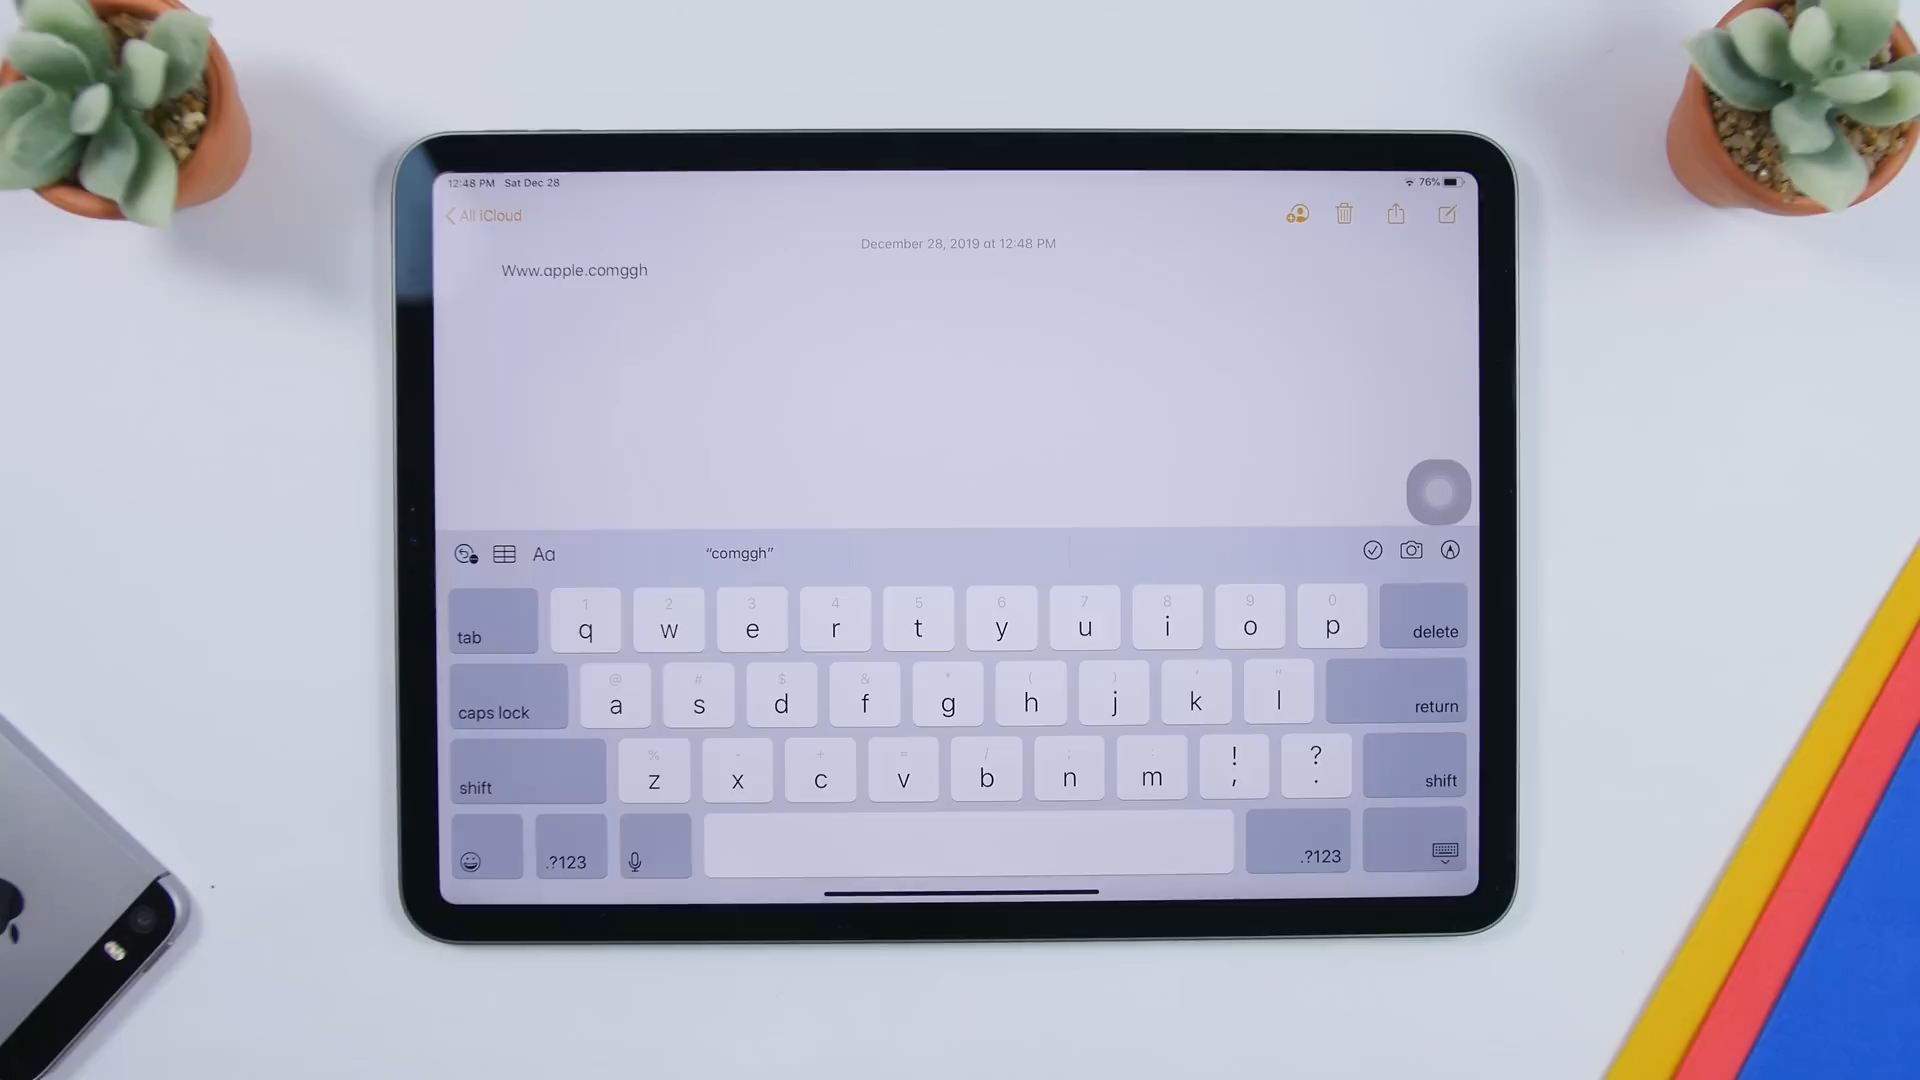 12:48 PM Sat Dec 28 76%
All iCloud
December 28, 2019 at 12:48 PM
Www.apple.comggh
Aa “comggh”
1 2 3 4 5 6 7 8 9 0
tab q w e r t y u i o p delete
@ # $ & * ( ) ' "
caps lock a s d f g h j k l return
% - + = / ; : ! ?
shift z x c v b n m , . shift
.?123 .?123